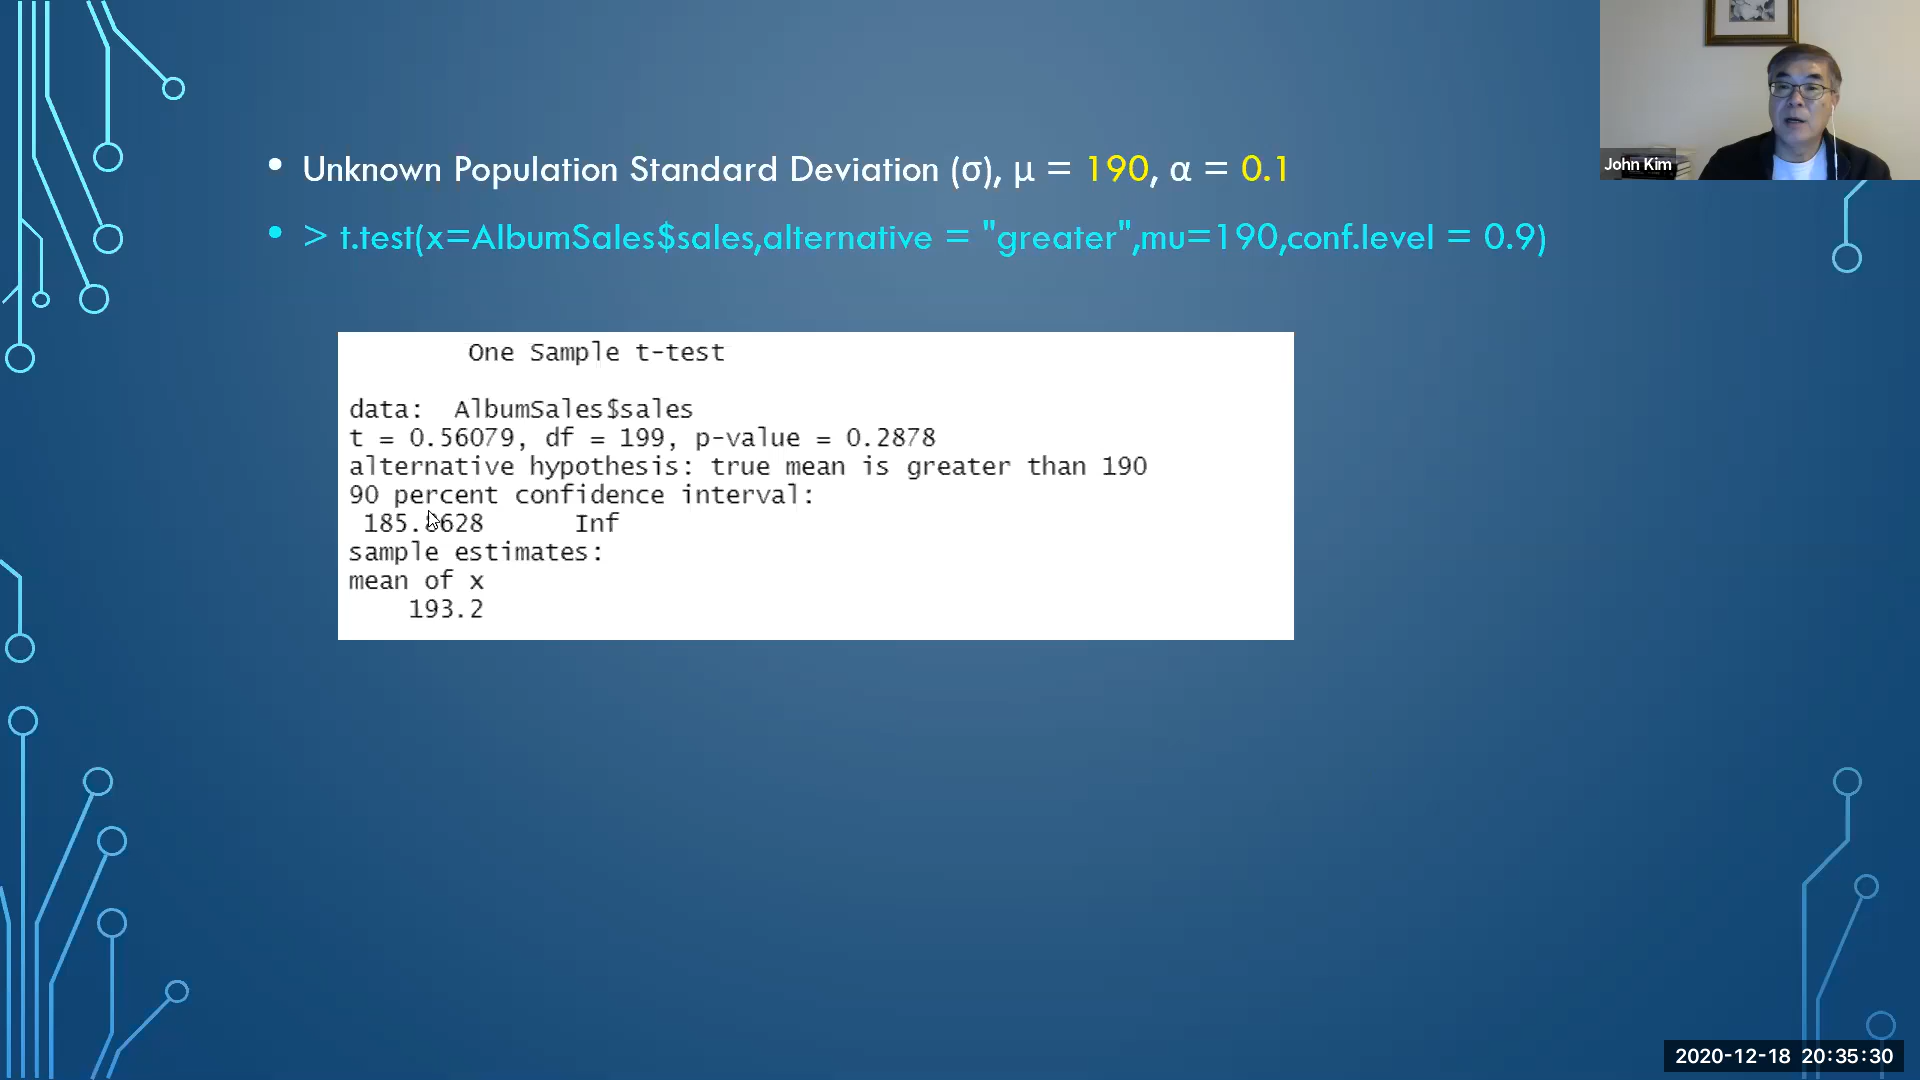 • Unknown Population Standard Deviation (σ), μ = 190, α = 0.1
• > t.test(x=AlbumSales$sales,alternative = "greater",mu=190,conf.level = 0.9)
One Sample t-test
data: AlbumSales$sales
t = 0.56079, df = 199, p-value = 0.2878
alternative hypothesis: true mean is greater than 190
90 percent confidence interval:
Inf
sample estimates:
mean of x
193.2
John Kim
2020-12-18 20:35:30